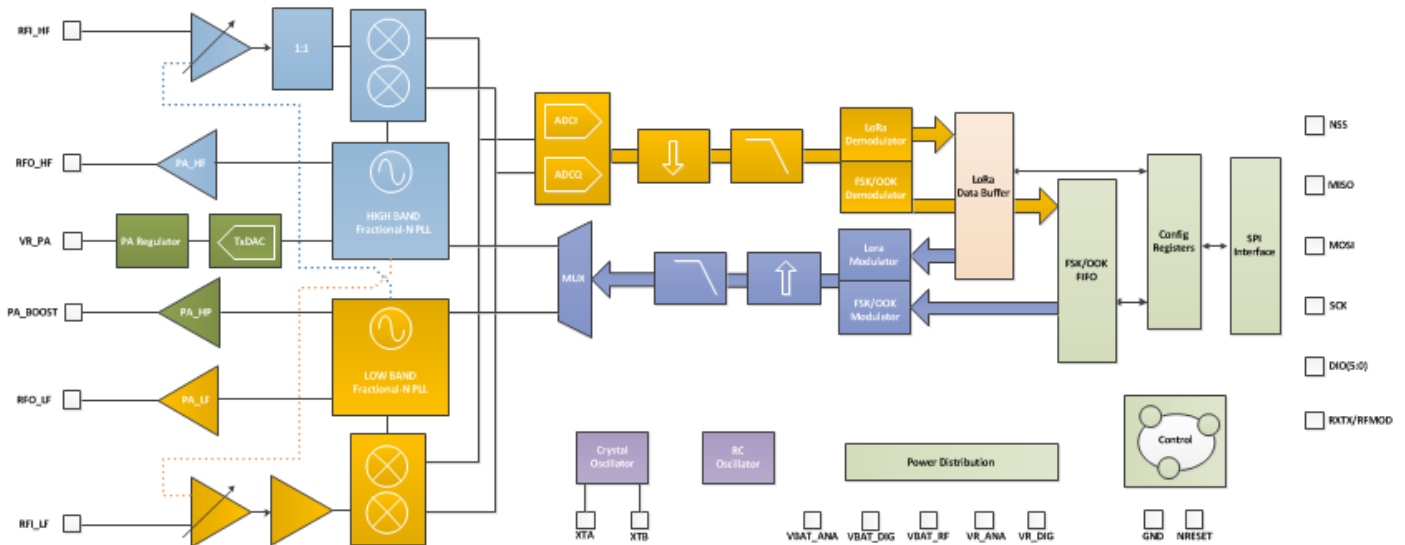 RFI_HF
1:1
RFO_HF
PA_HF
HIGH BAND
Fractional-N PLL
VR_PA
PA Regulator
TxDAC
PA_BOOST
PA_HP
LOW BAND
Fractional-N PLL
RFO_LF
PA_LF
RFI_LF
ADCI
ADCQ
MUX
LoRa
Demodulator
FSK/OOK
Demodulator
Lora
Modulator
FSK/OOK
Modulator
LoRa
Data Buffer
FSK/OOK
FIFO
Config
Registers
SPI
Interface
NSS
MISO
MOSI
SCK
DIO(5:0)
RXTX/RFMOD
Crystal
Oscillator
RC
Oscillator
Power Distribution
Control
XTA
XTB
VBAT_ANA
VBAT_DIG
VBAT_RF
VR_ANA
VR_DIG
GND
NRESET